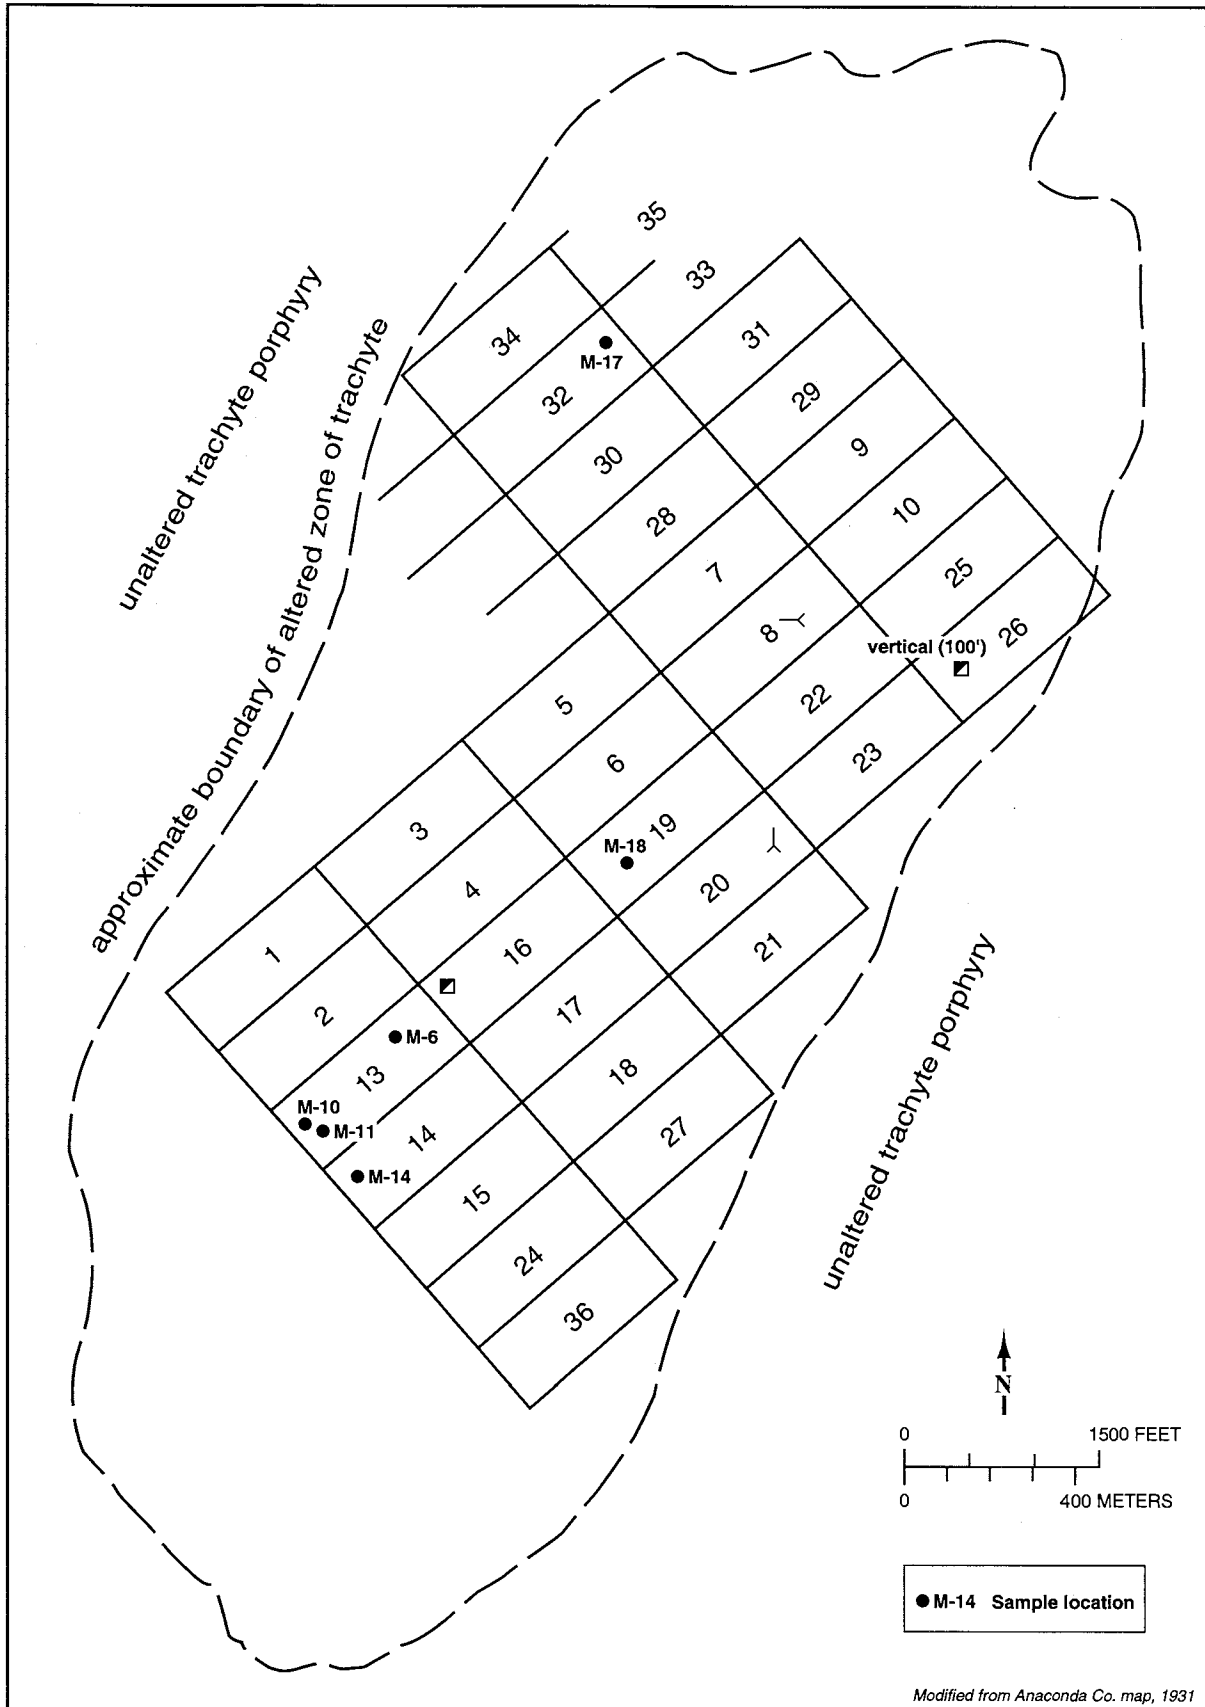 35
33
31
34
M-17
29
32
9
30
10
28
25
7
26
8
vertical (100')
22
5
23
6
19
M-18
3
20
4
21
16
1
17
2
M-6
18
13
M-10
M-11
27
14
M-14
15
24
36
unaltered trachyte porphyry
approximate boundary of altered zone of trachyte
unaltered trachyte porphyry
N
0 1500 FEET
0 400 METERS
M-14 Sample location
Modified from Anaconda Co. map, 1931